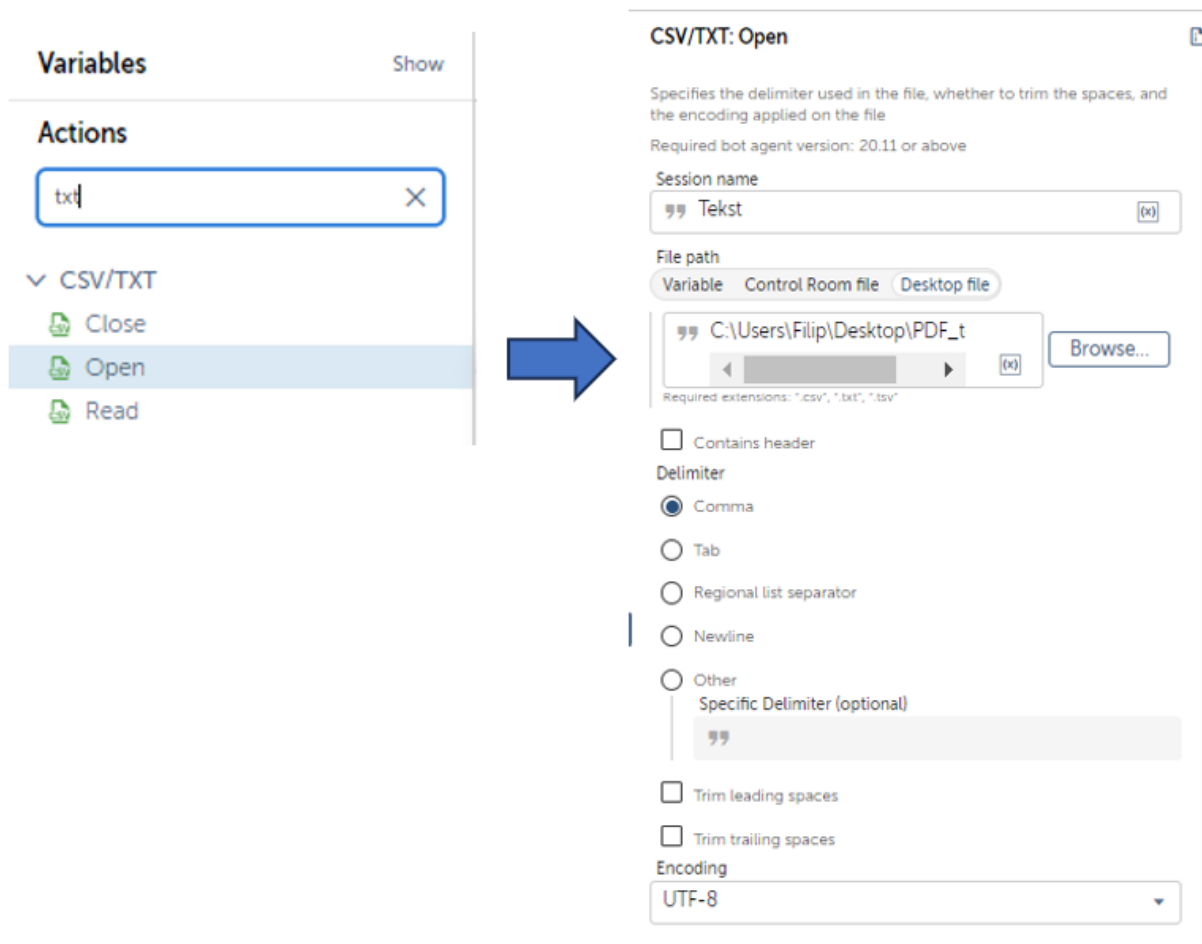 Variables Show
Actions
txt
CSV/TXT
Close
Open
Read
CSV/TXT: Open
Specifies the delimiter used in the file, whether to trim the spaces, and
the encoding applied on the file
Required bot agent version: 20.11 or above
Session name
Tekst
(x)
File path
Variable Control Room file Desktop file
C:\Users\Filip\Desktop\PDF_t
(x)
Browse...
Required extensions: ".csv", ".txt", ".tsv"
Contains header
Delimiter
Comma
Tab
Regional list separator
Newline
Other
Specific Delimiter (optional)
Trim leading spaces
Trim trailing spaces
Encoding
UTF-8